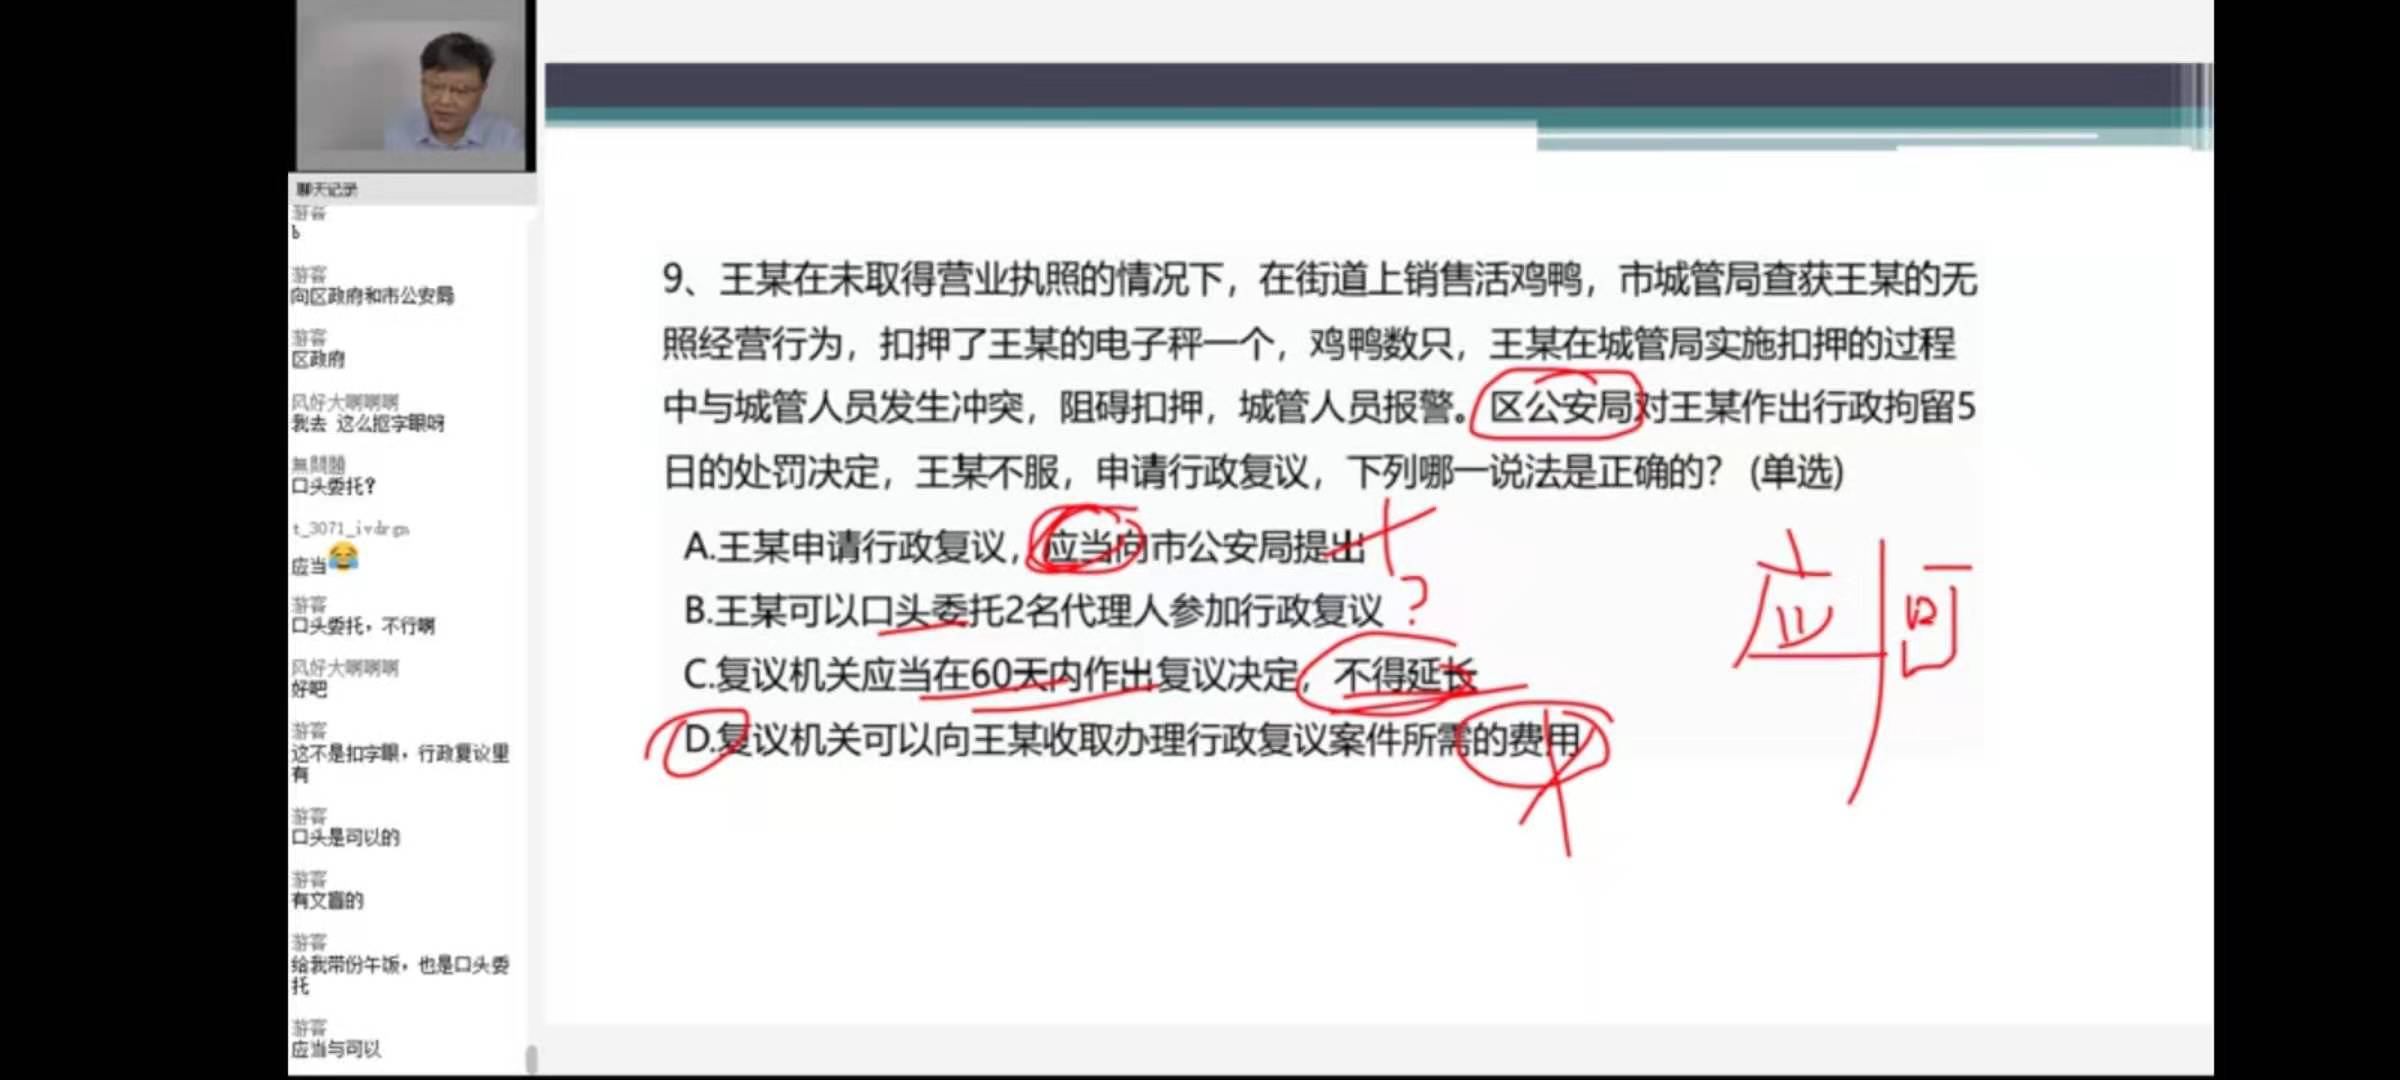 聊天记录
游客
b
游客
向区政府和市公安局
游客
区政府
风好大啊啊啊
我去 这么抠字眼呀
無問題
口头委托?
t_3071_ivdrgn
应当😂
游客
口头委托，不行啊
风好大啊啊啊
好吧
游客
这不是扣字眼，行政复议里
有
游客
口头是可以的
游客
有文盲的
游客
给我带份午饭，也是口头委
托
游客
应当与可以
9、王某在未取得营业执照的情况下，在街道上销售活鸡鸭，市城管局查获王某的无
照经营行为，扣押了王某的电子秤一个，鸡鸭数只，王某在城管局实施扣押的过程
中与城管人员发生冲突，阻碍扣押，城管人员报警。区公安局对王某作出行政拘留5
日的处罚决定，王某不服，申请行政复议，下列哪一说法是正确的？(单选)
A.王某申请行政复议，应当向市公安局提出
B.王某可以口头委托2名代理人参加行政复议 ?
C.复议机关应当在60天内作出复议决定，不得延长
D.复议机关可以向王某收取办理行政复议案件所需的费用
应 可